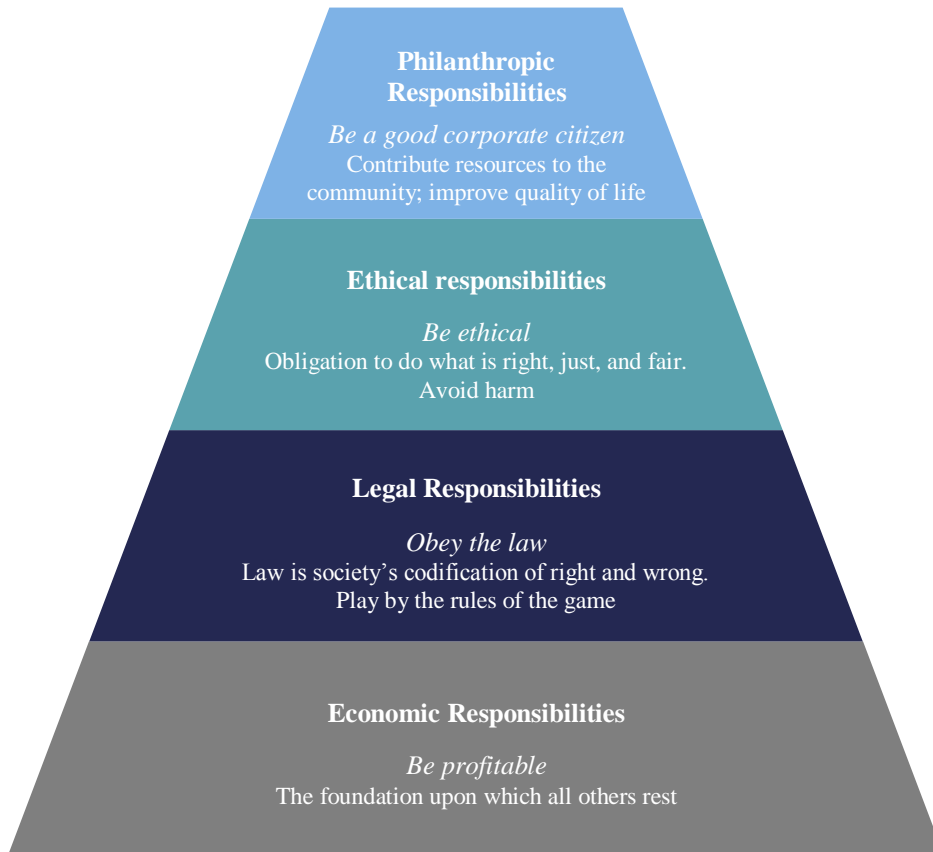 Philanthropic
Responsibilities
Be a good corporate citizen
Contribute resources to the
community; improve quality of life
Ethical responsibilities
Be ethical
Obligation to do what is right, just, and fair.
Avoid harm
Legal Responsibilities
Obey the law
Law is society’s codification of right and wrong.
Play by the rules of the game
Economic Responsibilities
Be profitable
The foundation upon which all others rest